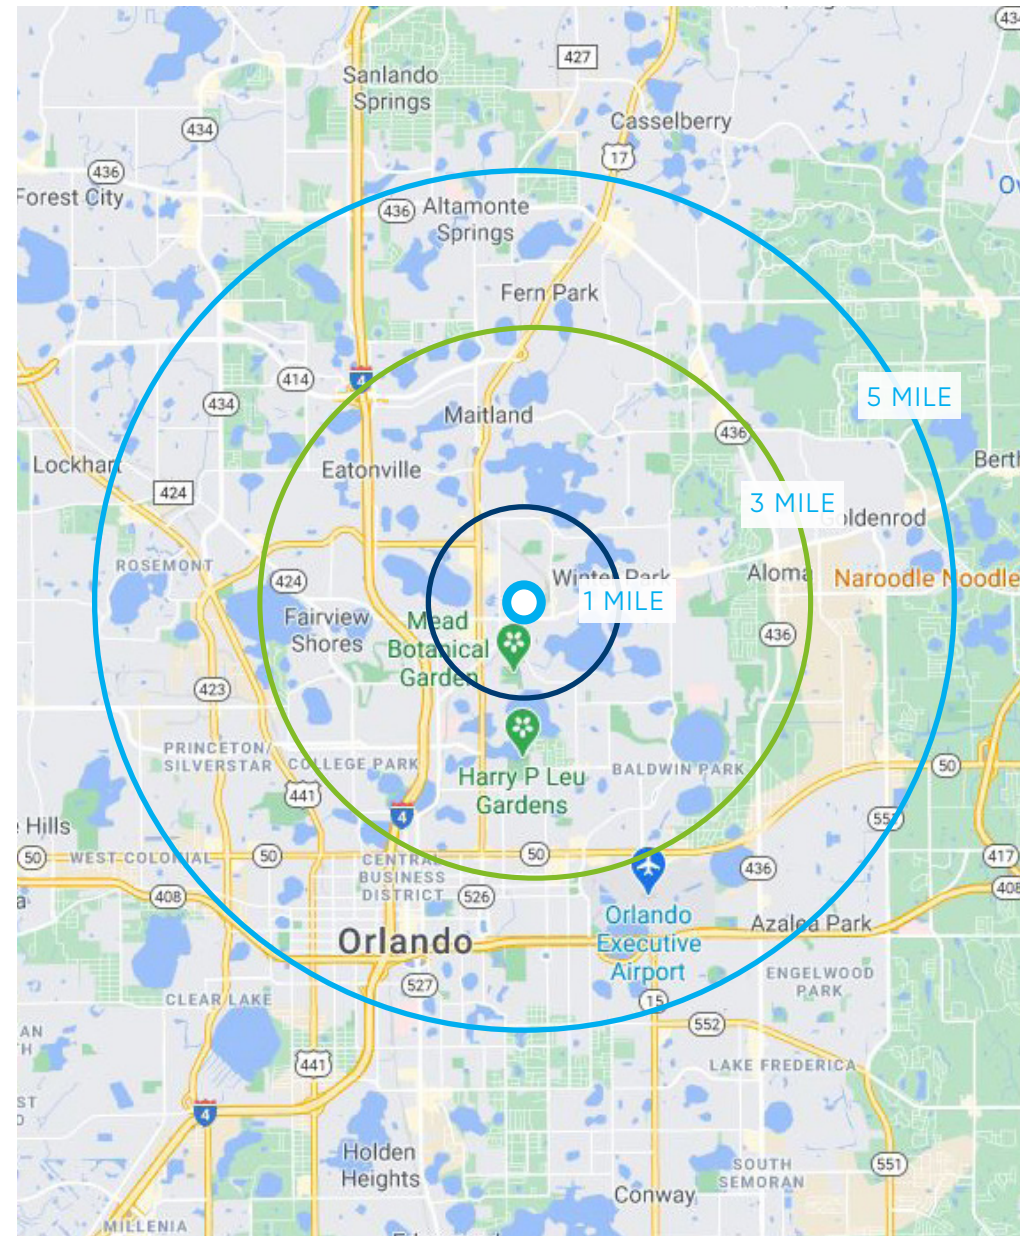 434
427
Sanlando
Springs
434
Casselberry
17
436
Forest City
436
Altamonte
Springs
Fern Park
414
4
434
5 MILE
Maitland
436
Lockhart
Eatonville
424
3 MILE
Goldenrod
ROSEMONT
424
Winter Park
Aloma
Naroodle Noodle
1 MILE
Fairview
Shores
Mead
Botanical
Garden
436
423
PRINCETON/
SILVERSTAR
COLLEGE PARK
Harry P Leu
Gardens
BALDWIN PARK
50
441
4
Hills
50
WEST COLONIAL
50
CENTRAL
BUSINESS
DISTRICT
50
436
417
408
526
408
Orlando
Executive
Airport
Azalea Park
Orlando
527
ENGELWOOD
PARK
CLEAR LAKE
15
552
441
LAKE FREDERICA
4
Holden
Heights
SOUTH
SEMORAN
551
Conway
MILLENIA